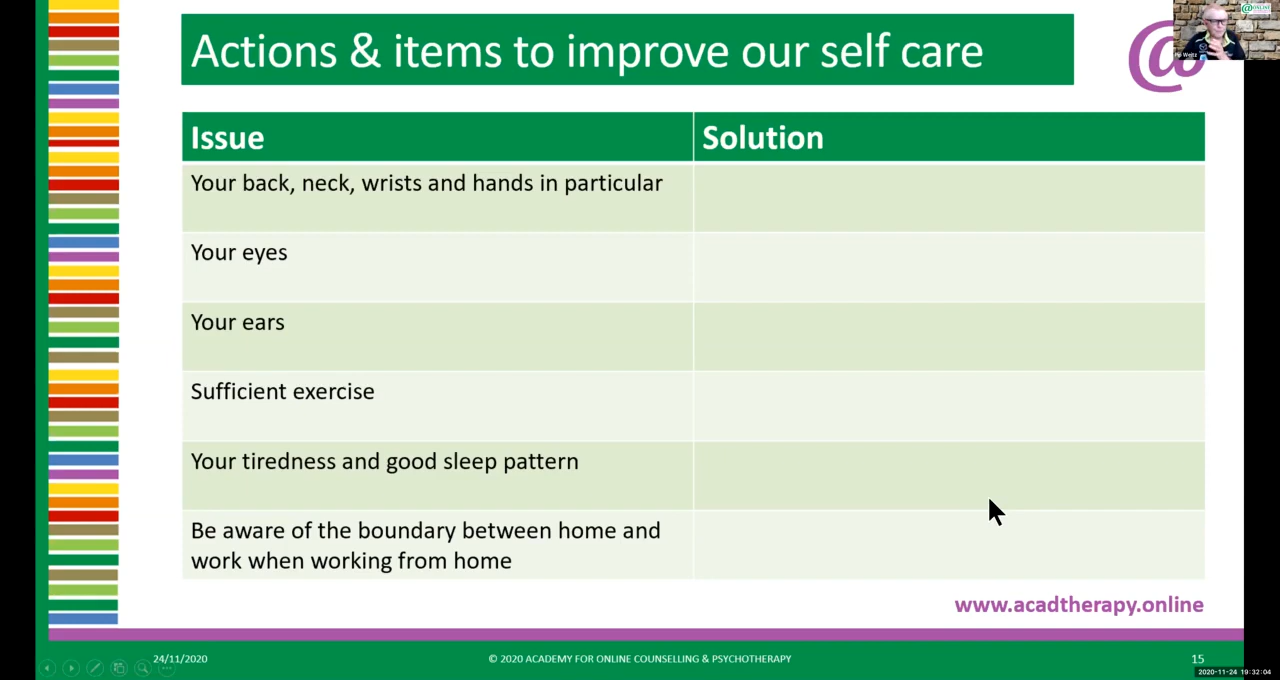 Actions & items to improve our self care
@ONLINE
Issue
Solution
Your back, neck, wrists and hands in particular
Your eyes
Your ears
Sufficient exercise
Your tiredness and good sleep pattern
Be aware of the boundary between home and
work when working from home
www.acadtherapy.online
24/11/2020
© 2020 ACADEMY FOR ONLINE COUNSELLING & PSYCHOTHERAPY
15
2020-11-24 19:32:04